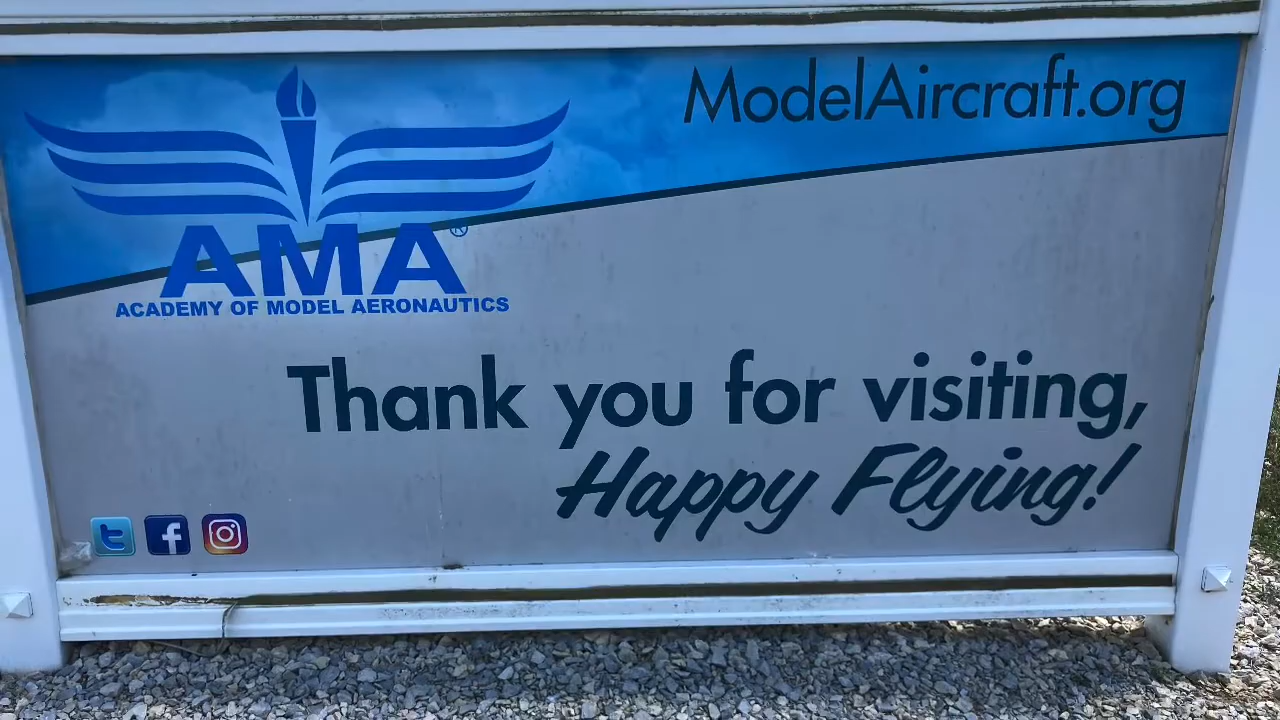 ModelAircraft.org
AMA®
ACADEMY OF MODEL AERONAUTICS
Thank you for visiting,
Happy Flying!